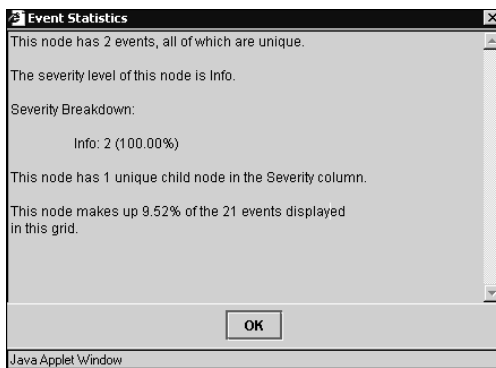 Event Statistics
This node has 2 events, all of which are unique.
The severity level of this node is Info.
Severity Breakdown:
Info: 2 (100.00%)
This node has 1 unique child node in the Severity column.
This node makes up 9.52% of the 21 events displayed
in this grid.
OK
Java Applet Window